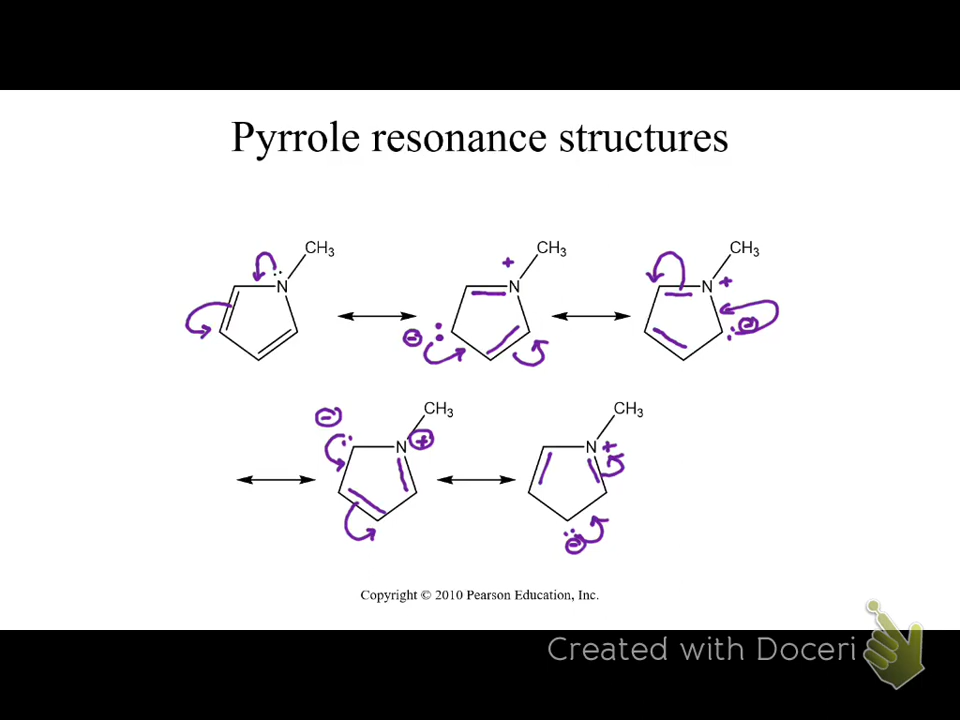 Pyrrole resonance structures
CH3 CH3 CH3
N N + N +
⊖ ⊖
⊖ CH3 CH3
N ⊕ N +
⊖
Copyright © 2010 Pearson Education, Inc.
Created with Doceri